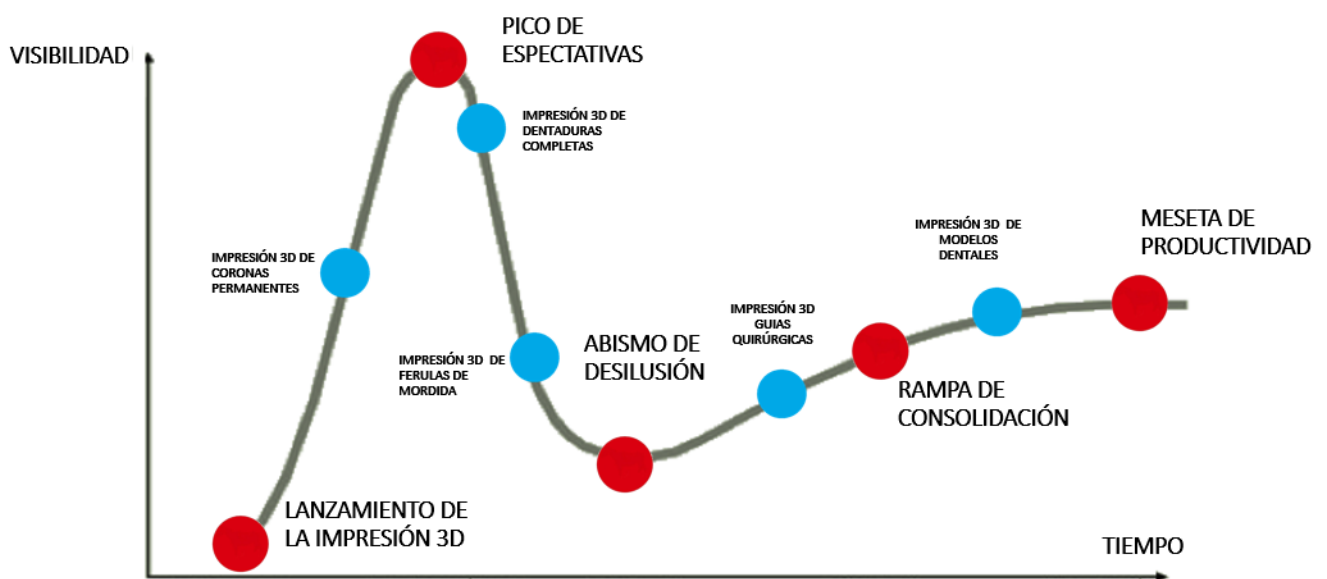 PICO DE
ESPECTATIVAS
VISIBILIDAD
IMPRESIÓN 3D DE
DENTADURAS
COMPLETAS
IMPRESIÓN 3D DE
CORONAS
PERMANENTES
IMPRESIÓN 3D DE
FERULAS DE
MORDIDA
ABISMO DE
DESILUSIÓN
IMPRESIÓN 3D
GUIAS
QUIRÚRGICAS
IMPRESIÓN 3D DE
MODELOS
DENTALES
MESETA DE
PRODUCTIVIDAD
RAMPA DE
CONSOLIDACIÓN
LANZAMIENTO DE
LA IMPRESIÓN 3D
TIEMPO